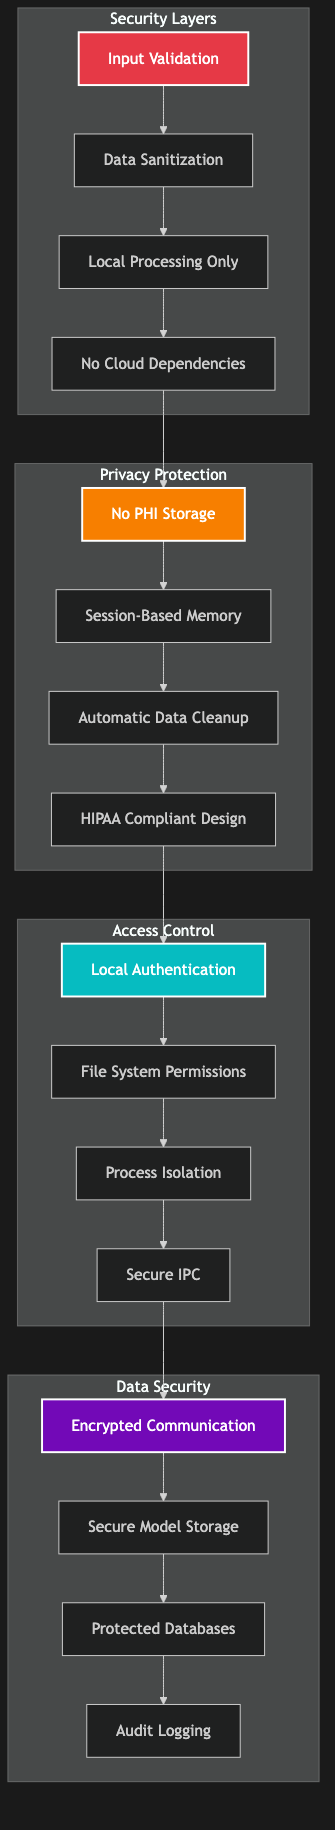 Security Layers
Input Validation
Data Sanitization
Local Processing Only
No Cloud Dependencies
Privacy Protection
No PHI Storage
Session-Based Memory
Automatic Data Cleanup
HIPAA Compliant Design
Access Control
Local Authentication
File System Permissions
Process Isolation
Secure IPC
Data Security
Encrypted Communication
Secure Model Storage
Protected Databases
Audit Logging